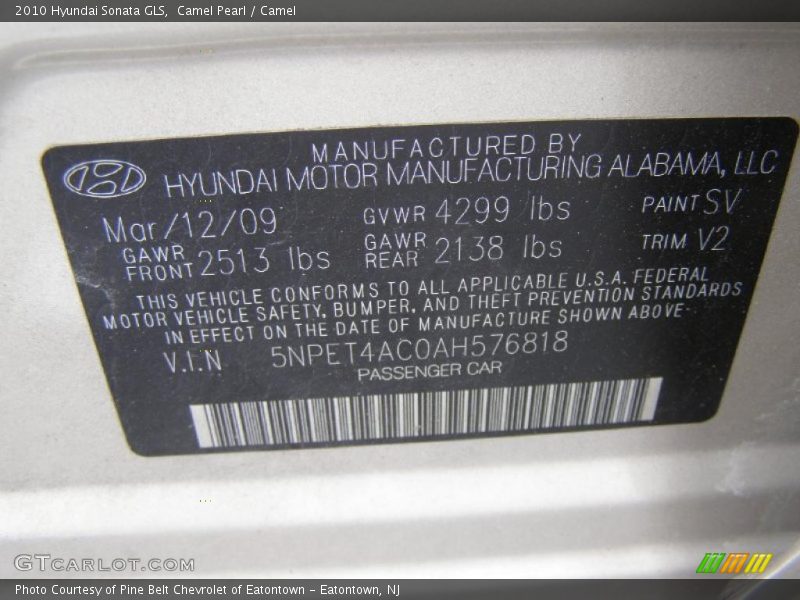 2010 Hyundai Sonata GLS, Camel Pearl / Camel
MANUFACTURED BY
HYUNDAI MOTOR MANUFACTURING ALABAMA, LLC
Mar/12/09 GVWR 4299 lbs PAINT SV
GAWR FRONT 2513 lbs GAWR REAR 2138 lbs TRIM V2
THIS VEHICLE CONFORMS TO ALL APPLICABLE U.S.A. FEDERAL
MOTOR VEHICLE SAFETY, BUMPER, AND THEFT PREVENTION STANDARDS
IN EFFECT ON THE DATE OF MANUFACTURE SHOWN ABOVE.
V.I.N 5NPET4AC0AH576818
PASSENGER CAR
GTCARLOT.COM
Photo Courtesy of Pine Belt Chevrolet of Eatontown – Eatontown, NJ